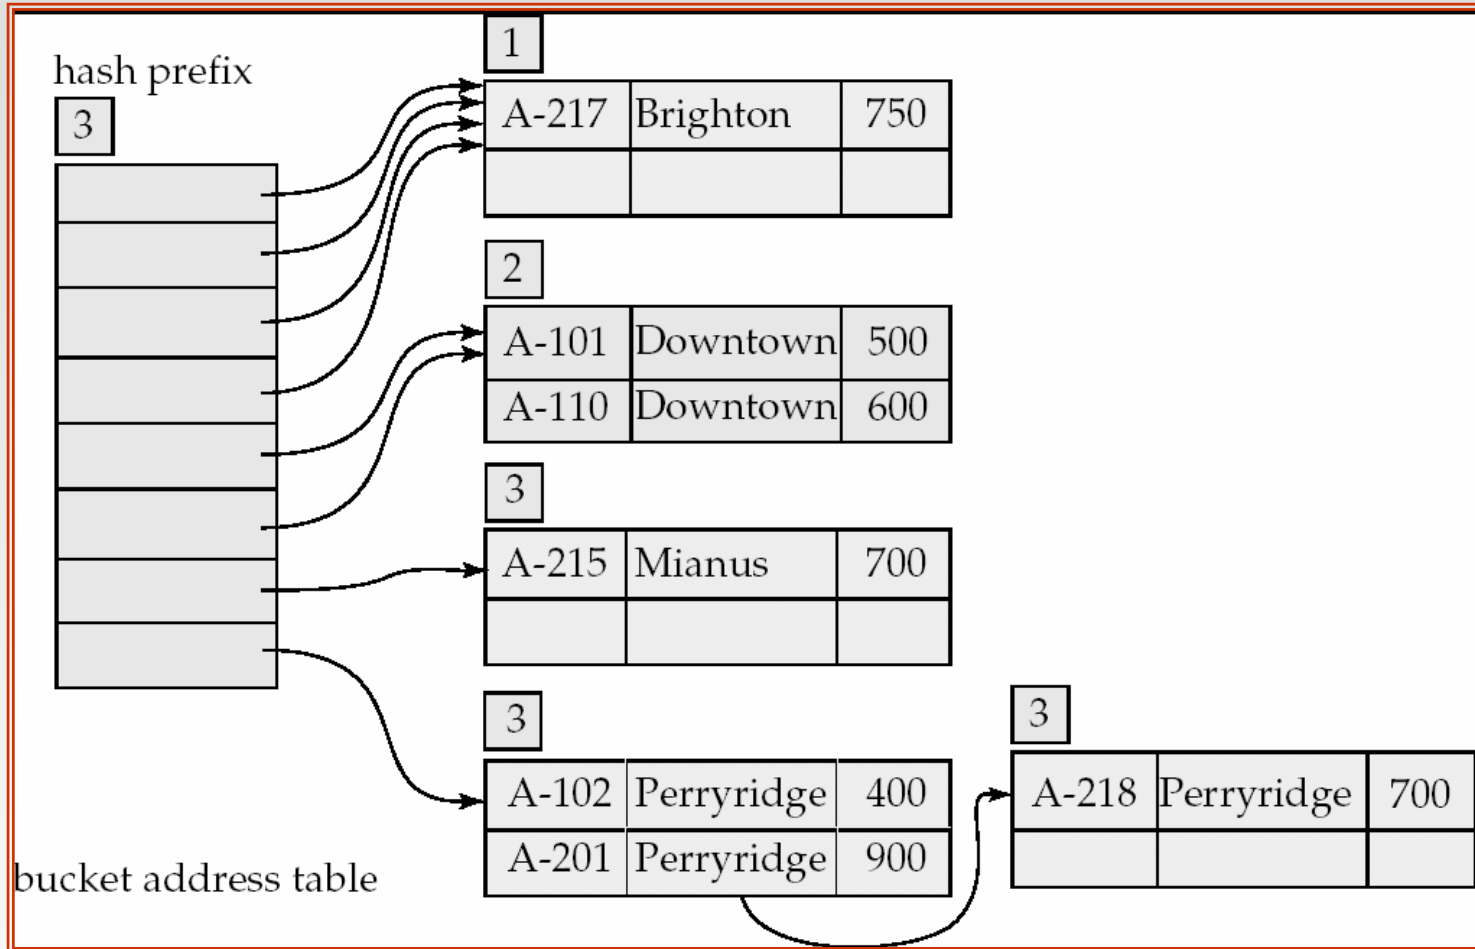 1
hash prefix
3
A-217 Brighton 750
2
A-101 Downtown 500
A-110 Downtown 600
3
A-215 Mianus 700
3
3
A-102 Perryridge 400
A-218 Perryridge 700
A-201 Perryridge 900
bucket address table